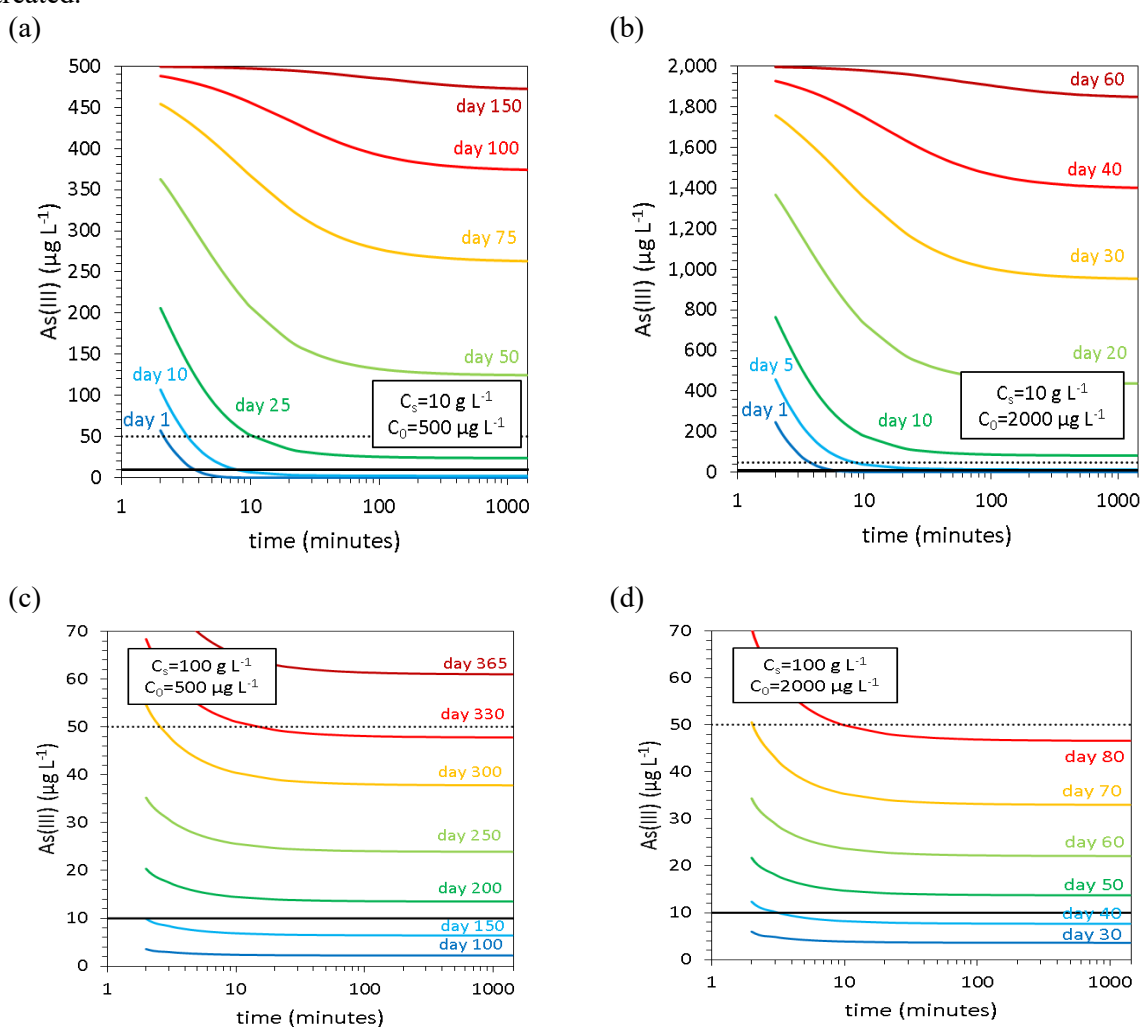 (a)
500
450
400
350
300
250
200
150
100
50
0
As(III) (µg L⁻¹)
day 150
day 100
day 75
day 50
day 10
day 25
day 1
Cₛ=10 g L⁻¹
C₀=500 µg L⁻¹
1 10 100 1000
time (minutes)
(b)
2,000
1,800
1,600
1,400
1,200
1,000
800
600
400
200
0
As(III) (µg L⁻¹)
day 60
day 40
day 30
day 20
day 5
day 10
day 1
Cₛ=10 g L⁻¹
C₀=2000 µg L⁻¹
1 10 100 1000
time (minutes)
(c)
70
60
50
40
30
20
10
0
As(III) (µg L⁻¹)
Cₛ=100 g L⁻¹
C₀=500 µg L⁻¹
day 365
day 330
day 300
day 250
day 200
day 150
day 100
1 10 100 1000
time (minutes)
(d)
70
60
50
40
30
20
10
0
As(III) (µg L⁻¹)
Cₛ=100 g L⁻¹
C₀=2000 µg L⁻¹
day 80
day 70
day 60
day 50
day 40
day 30
1 10 100 1000
time (minutes)